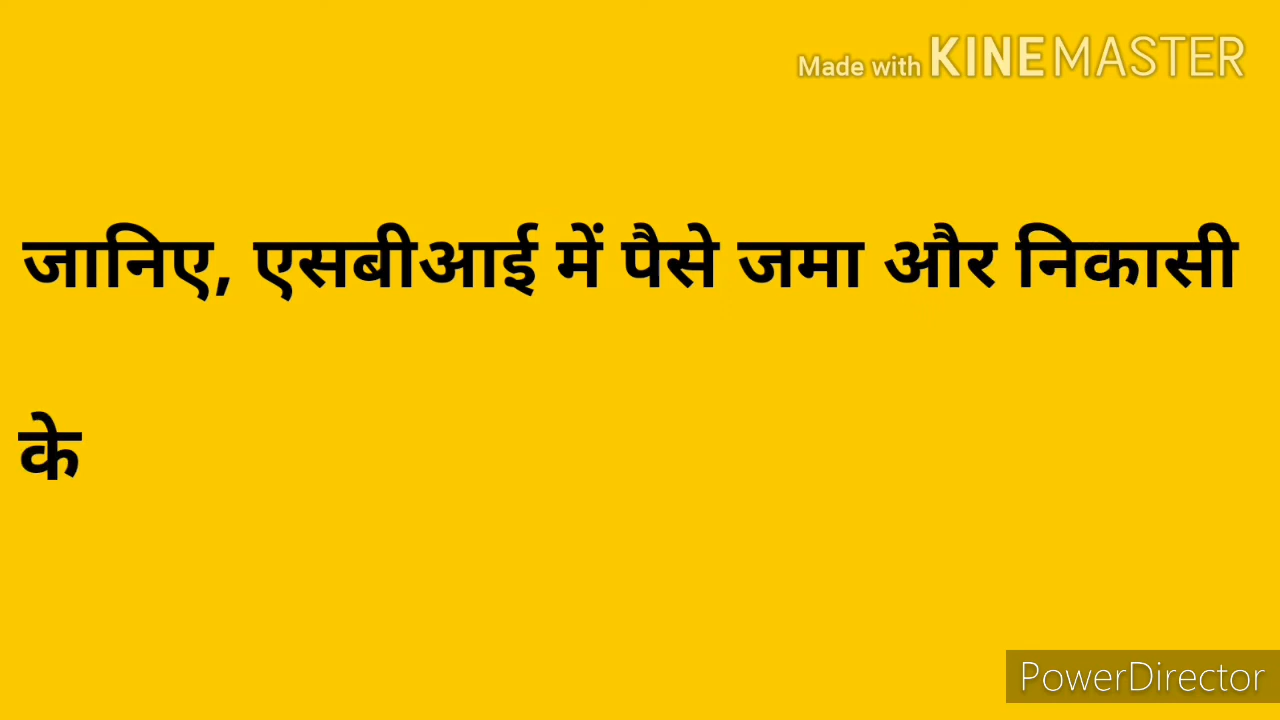 Made with KINEMASTER
जानिए, एसबीआई में पैसे जमा और निकासी
के
PowerDirector